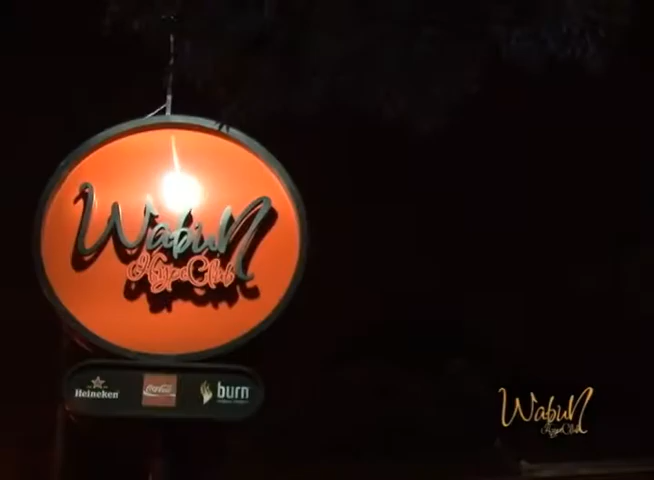 Wabun
HypeClub
Heineken
Coca-Cola
burn
Wabun
HypeClub